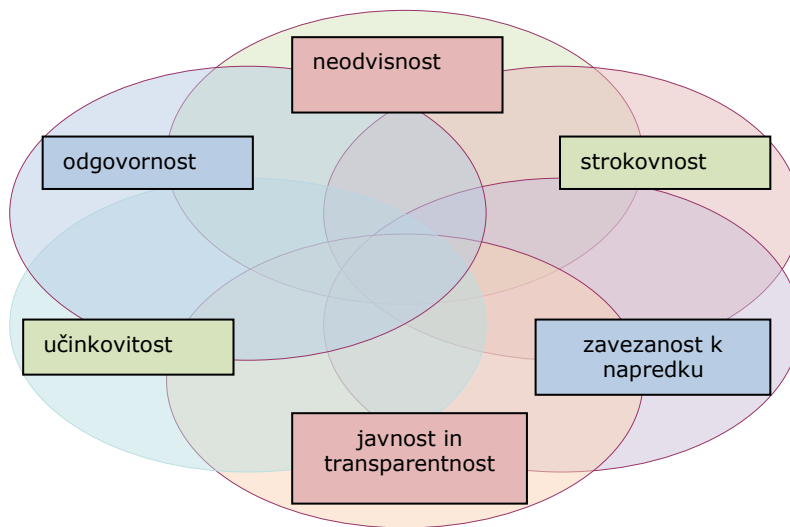 neodvisnost
odgovornost
strokovnost
učinkovitost
zavezanost k
napredku
javnost in
transparentnost